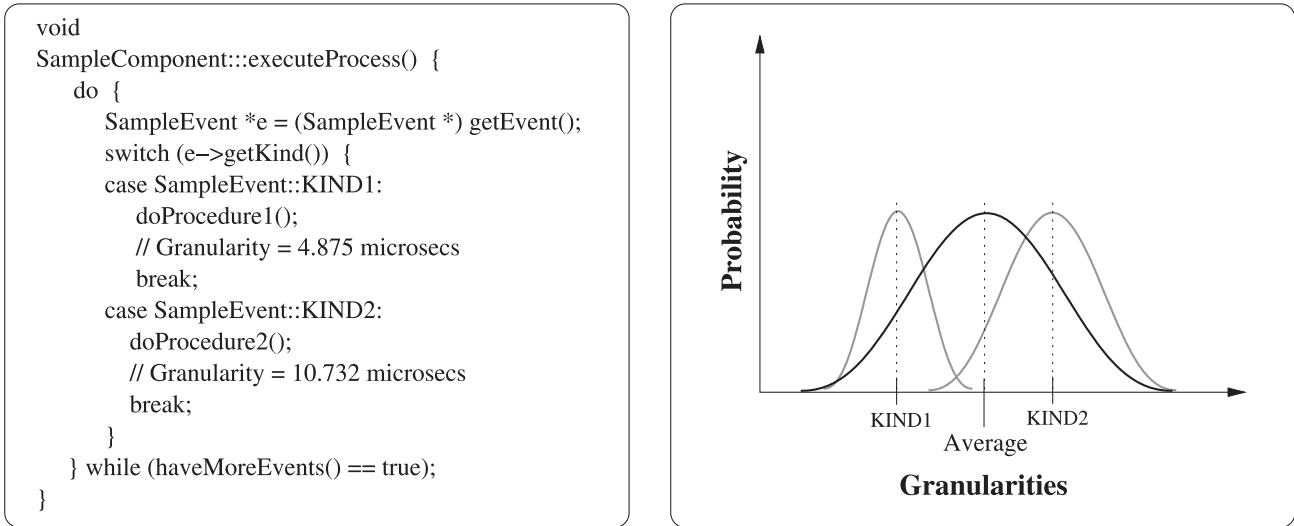 void
SampleComponent:::executeProcess() {
do {
SampleEvent *e = (SampleEvent *) getEvent();
switch (e−>getKind()) {
case SampleEvent::KIND1:
doProcedure1();
// Granularity = 4.875 microsecs
break;
case SampleEvent::KIND2:
doProcedure2();
// Granularity = 10.732 microsecs
break;
}
} while (haveMoreEvents() == true);
}
Probability
KIND1
KIND2
Average
Granularities